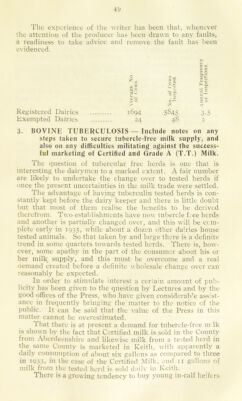 49
The experience of the writer has been that, whenever
the attention of the producer has been drawn to any faults,
a readiness to take advice and remove the fault has been
evidenced.
Average No. of Cows.
No. of Cows Inspected.
Annual Frequency of Inspections.
Registered Dairies .......... 1694 5845 3.5
Exempted Dairies .......... 24 48 2
3. BOVINE TUBERCULOSIS — Include notes on any
steps taken to secure tubercle-free milk supply, and
also on any difficulties militating against the success-
ful marketing of Certified and Grade A (T.T.) Milk.
The question of tubercular free herds is one that is
interesting the dairymen to a marked extent. A fair number
are likely to undertake the change over to tested herds if
once the present uncertainties in the milk trade were settled.
The advantage of having tuberculin tested herds is con-
stantly kept before the dairy keeper and there is little doubt
but that most of them realise the benefits to be derived
therefrom. Two establishments have now tubercle free herds
and another is partially changed over, and this will be com-
plete early in 1935, while about a dozen other dairies house
tested animals. So that taken by and large there is a definite
trend in some quarters towards tested herds. There is, how-
ever, some apathy in the part of the consumer about his or
her milk supply, and this must be overcome and a real
demand created before a definite wholesale change over can
reasonably be expected.
In order to stimulate interest a certain amount of pub-
licity has been given to the question by Lectures and by the
good offices of the Press, who have given considerable assist-
ance in frequently bringing the matter to the notice of the
public. It can be said that the value of the Press in this
matter cannot be overestimated.
That there is at present a demand for tubercle-free milk
is shown by the fact that Certified milk is sold in the County
from Aberdeenshire and likewise milk from a tested herd in
the same County is marketed in Keith, with apparently a
daily consumption of about six gallons as compared to three
in 1933, in the case of the Certified Milk, and 12 gallons of
milk from the tested herd is sold daily in Keith.
There is a growing tendency to buy young in-calf heifers